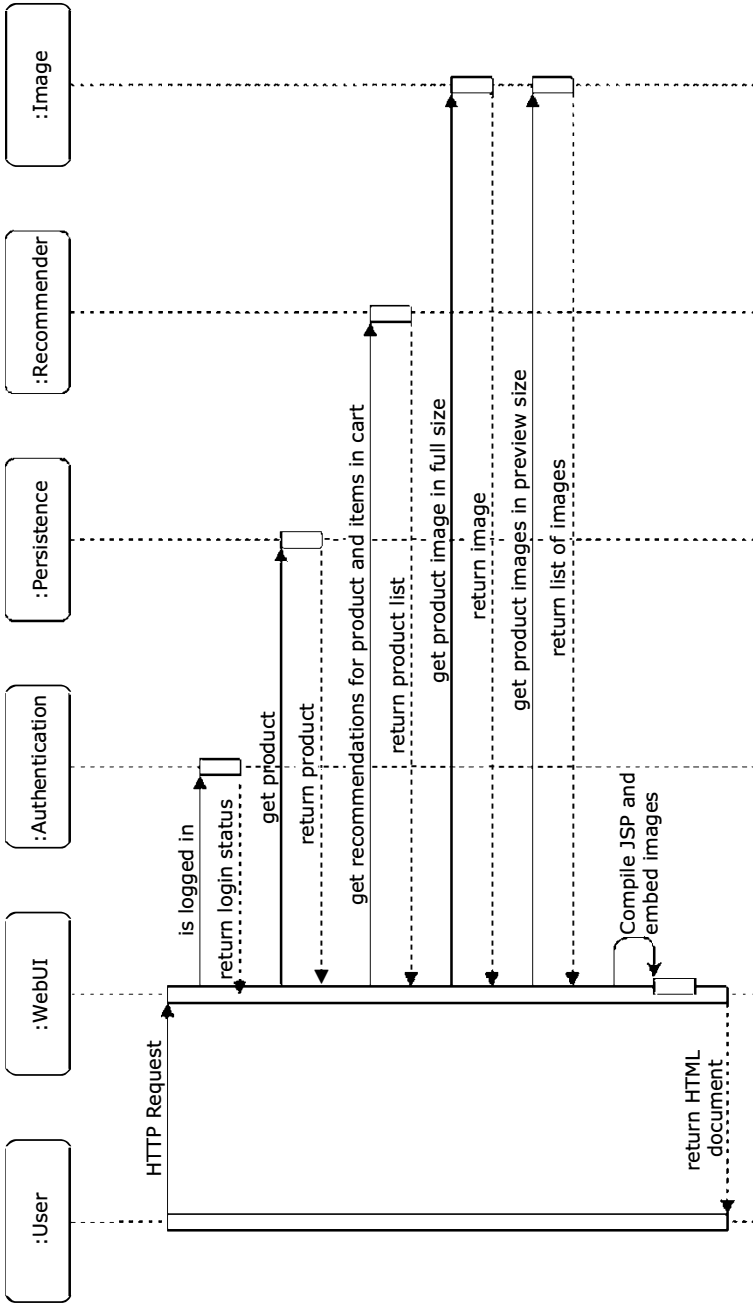 :User
:WebUI
:Authentication
:Persistence
:Recommender
:Image
HTTP Request
is logged in
return login status
get product
return product
get recommendations for product and items in cart
return product list
get product image in full size
return image
get product images in preview size
return list of images
Compile JSP and
embed images
return HTML
document